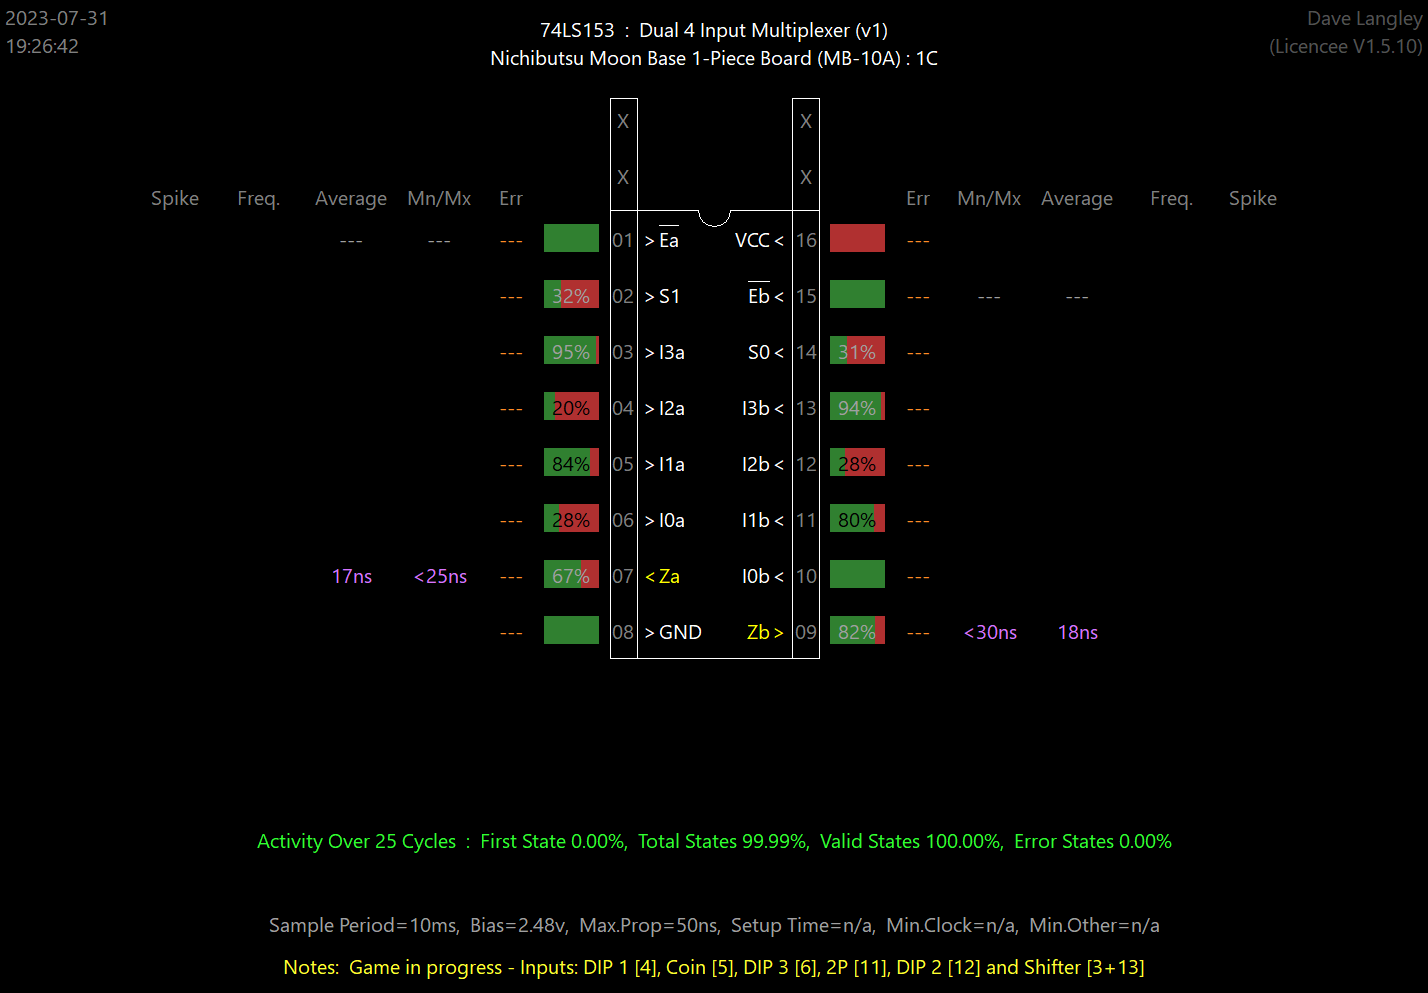 2023-07-31
19:26:42
74LS153 : Dual 4 Input Multiplexer (v1)
Nichibutsu Moon Base 1-Piece Board (MB-10A) : 1C
Dave Langley
(Licencee V1.5.10)
X X
X X
Spike Freq. Average Mn/Mx Err Err Mn/Mx Average Freq. Spike
--- --- --- 01 > Ea VCC < 16 ---
--- 32% 02 > S1 Eb < 15 --- --- ---
--- 95% 03 > I3a S0 < 14 31% ---
--- 20% 04 > I2a I3b < 13 94% ---
--- 84% 05 > I1a I2b < 12 28% ---
--- 28% 06 > I0a I1b < 11 80% ---
17ns <25ns --- 67% 07 < Za I0b < 10 ---
--- 08 > GND Zb > 09 82% --- <30ns 18ns
Activity Over 25 Cycles : First State 0.00%, Total States 99.99%, Valid States 100.00%, Error States 0.00%
Sample Period=10ms, Bias=2.48v, Max.Prop=50ns, Setup Time=n/a, Min.Clock=n/a, Min.Other=n/a
Notes: Game in progress - Inputs: DIP 1 [4], Coin [5], DIP 3 [6], 2P [11], DIP 2 [12] and Shifter [3+13]